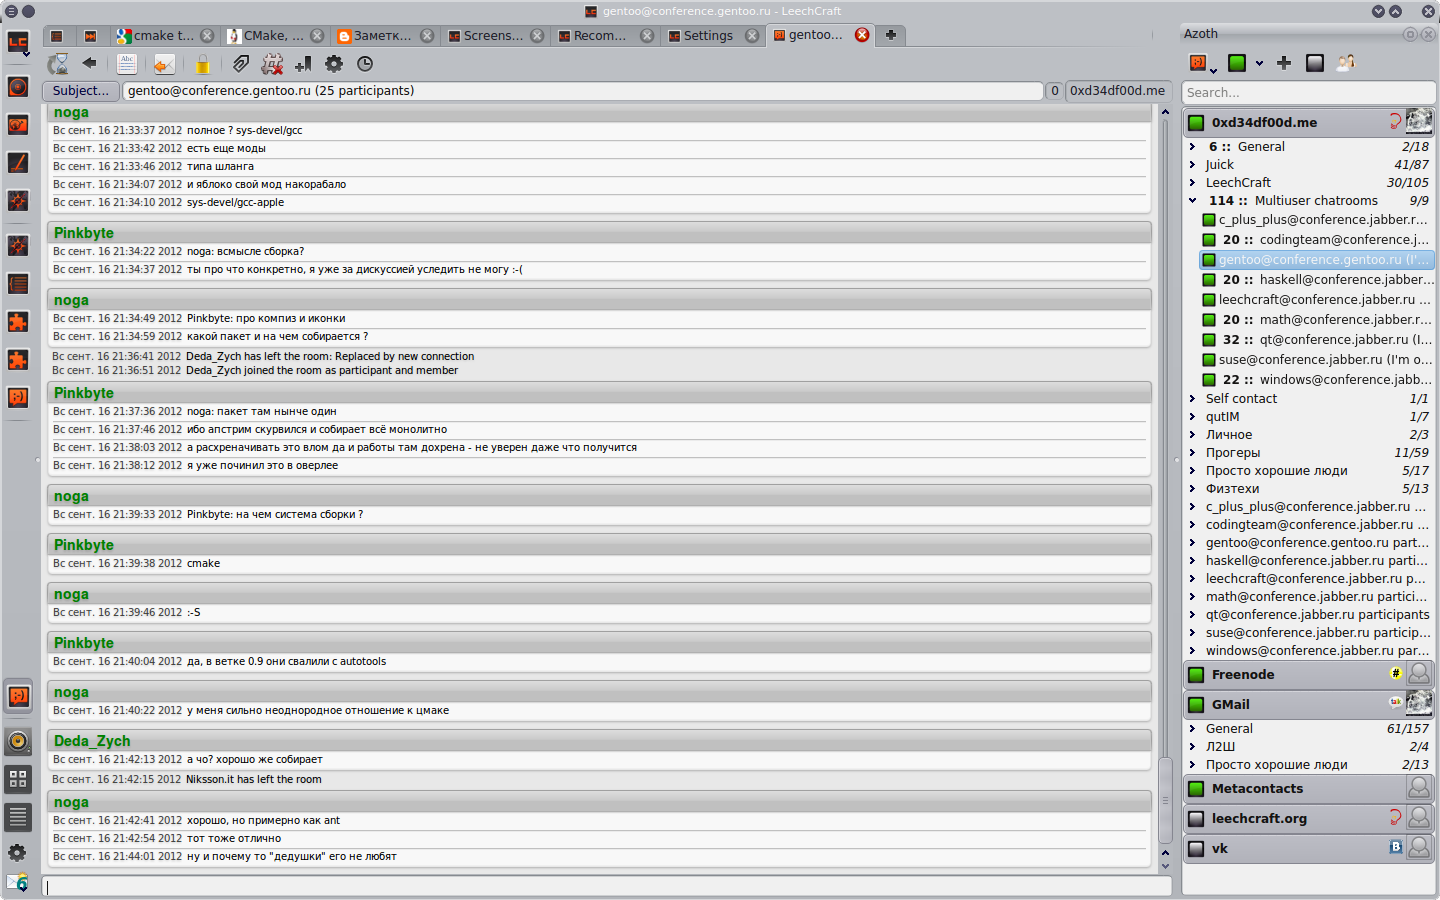 gentoo@conference.gentoo.ru - LeechCraft
cmake t...
CMake, ...
Заметк...
Screens...
Recom...
Settings
gentoo...
Subject...
gentoo@conference.gentoo.ru (25 participants)
0
0xd34df00d.me
noga
Вс сент. 16 21:33:37 2012 полное ? sys-devel/gcc
Вс сент. 16 21:33:42 2012 есть еще моды
Вс сент. 16 21:33:46 2012 типа шланга
Вс сент. 16 21:34:07 2012 и яблоко свой мод накорабало
Вс сент. 16 21:34:10 2012 sys-devel/gcc-apple
Pinkbyte
Вс сент. 16 21:34:22 2012 noga: всмысле сборка?
Вс сент. 16 21:34:37 2012 ты про что конкретно, я уже за дискуссией уследить не могу :-(
noga
Вс сент. 16 21:34:49 2012 Pinkbyte: про компиз и иконки
Вс сент. 16 21:34:59 2012 какой пакет и на чем собирается ?
Вс сент. 16 21:36:41 2012 Deda_Zych has left the room: Replaced by new connection
Вс сент. 16 21:36:51 2012 Deda_Zych joined the room as participant and member
Pinkbyte
Вс сент. 16 21:37:36 2012 noga: пакет там нынче один
Вс сент. 16 21:37:46 2012 ибо апстрим скурвился и собирает всё монолитно
Вс сент. 16 21:38:03 2012 а расхреначивать это влом да и работы там дохрена - не уверен даже что получится
Вс сент. 16 21:38:12 2012 я уже починил это в оверлее
noga
Вс сент. 16 21:39:33 2012 Pinkbyte: на чем система сборки ?
Pinkbyte
Вс сент. 16 21:39:38 2012 cmake
noga
Вс сент. 16 21:39:46 2012 :-S
Pinkbyte
Вс сент. 16 21:40:04 2012 да, в ветке 0.9 они свалили с autotools
noga
Вс сент. 16 21:40:22 2012 у меня сильно неоднородное отношение к цмаке
Deda_Zych
Вс сент. 16 21:42:13 2012 а чо? хорошо же собирает
Вс сент. 16 21:42:15 2012 Niksson.it has left the room
noga
Вс сент. 16 21:42:41 2012 хорошо, но примерно как ant
Вс сент. 16 21:42:54 2012 тот тоже отлично
Вс сент. 16 21:44:01 2012 ну и почему то "дедушки" его не любят
Azoth
Search...
0xd34df00d.me
6 :: General 2/18
Juick 41/87
LeechCraft 30/105
114 :: Multiuser chatrooms 9/9
c_plus_plus@conference.jabber.r...
20 :: codingteam@conference.j...
gentoo@conference.gentoo.ru (I'...
20 :: haskell@conference.jabber...
leechcraft@conference.jabber.ru ...
20 :: math@conference.jabber.r...
32 :: qt@conference.jabber.ru (I...
suse@conference.jabber.ru (I'm o...
22 :: windows@conference.jabb...
Self contact 1/1
qutIM 1/7
Личное 2/3
Прогеры 11/59
Просто хорошие люди 5/17
Физтехи 5/13
c_plus_plus@conference.jabber.ru ...
codingteam@conference.jabber.ru ...
gentoo@conference.gentoo.ru part...
haskell@conference.jabber.ru parti...
leechcraft@conference.jabber.ru p...
math@conference.jabber.ru partici...
qt@conference.jabber.ru participants
suse@conference.jabber.ru particip...
windows@conference.jabber.ru par...
Freenode
GMail
General 61/157
Л2Ш 2/4
Просто хорошие люди 2/13
Metacontacts
leechcraft.org
vk